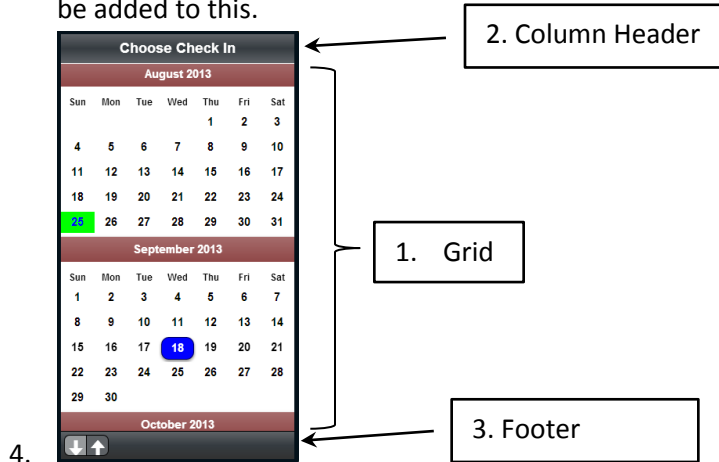 be added to this.
Choose Check In
2. Column Header
August 2013
Sun Mon Tue Wed Thu Fri Sat
1 2 3
4 5 6 7 8 9 10
11 12 13 14 15 16 17
18 19 20 21 22 23 24
25 26 27 28 29 30 31
1. Grid
September 2013
Sun Mon Tue Wed Thu Fri Sat
1 2 3 4 5 6 7
8 9 10 11 12 13 14
15 16 17 18 19 20 21
22 23 24 25 26 27 28
29 30
October 2013
3. Footer
4.